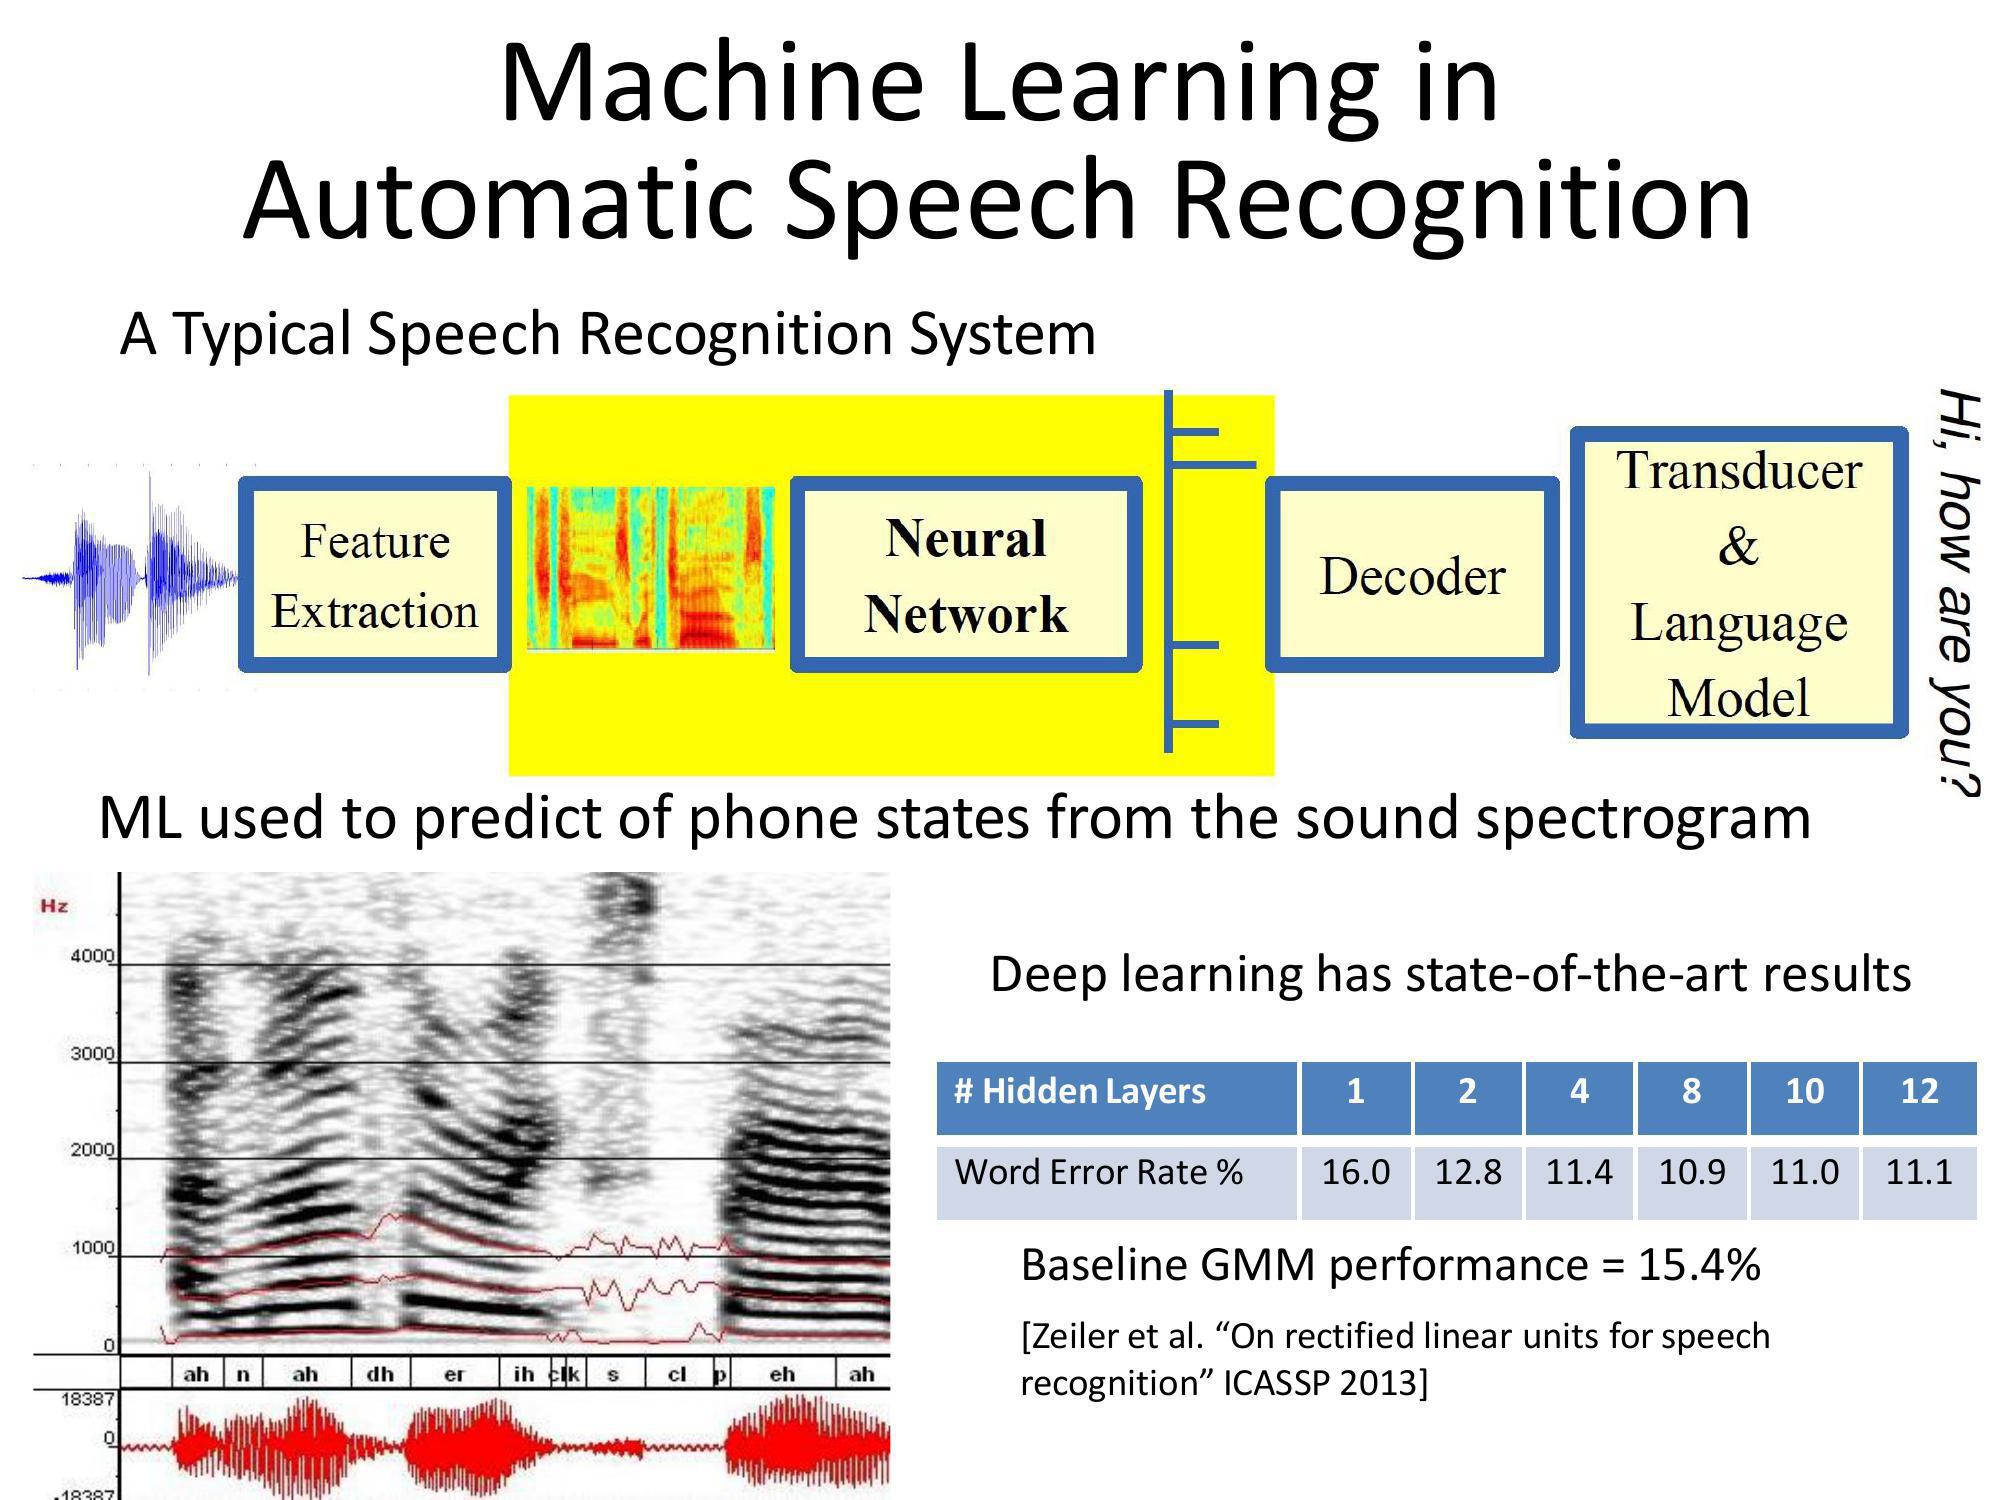 Machine Learning in
Automatic Speech Recognition
A Typical Speech Recognition System
Feature
Extraction
Neural
Network
Decoder
Transducer
&
Language
Model
Hi, how are you?
ML used to predict of phone states from the sound spectrogram
Hz
4000
3000
2000
1000
0
ah n ah dh er ih clk s cl p eh ah
18387
0
-18387
Deep learning has state-of-the-art results
# Hidden Layers 1 2 4 8 10 12
Word Error Rate % 16.0 12.8 11.4 10.9 11.0 11.1
Baseline GMM performance = 15.4%
[Zeiler et al. “On rectified linear units for speech
recognition” ICASSP 2013]